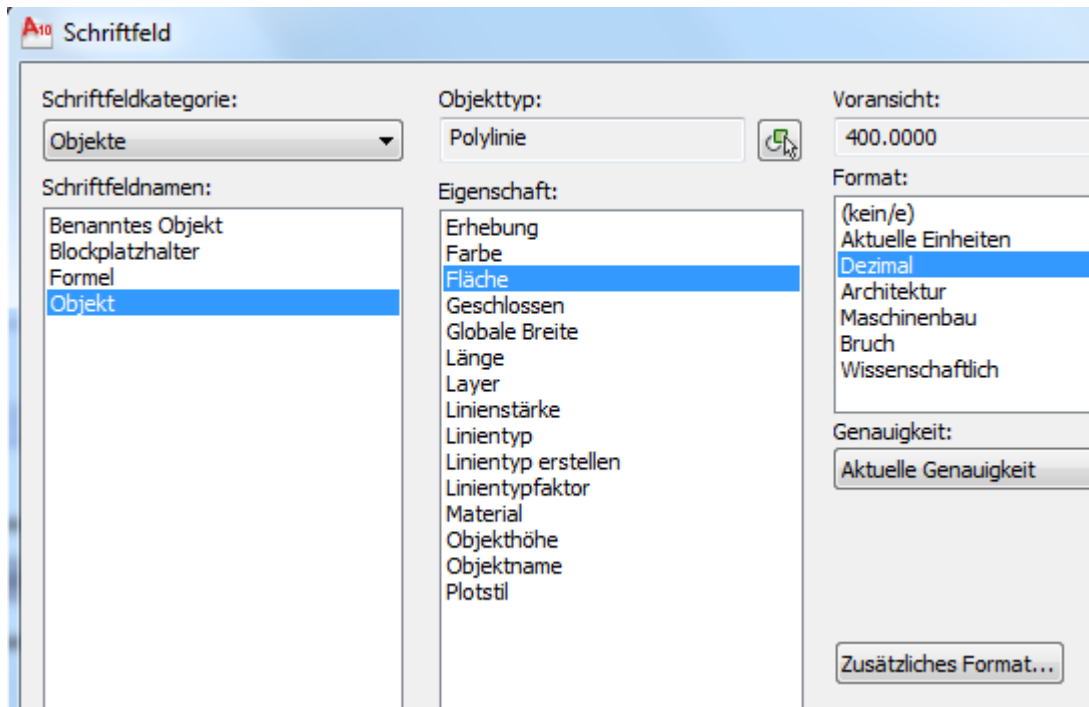 A10 Schriftfeld
Schriftfeldkategorie:
Objekte
Schriftfeldnamen:
Benanntes Objekt
Blockplatzhalter
Formel
Objekt
Objekttyp:
Polylinie
Eigenschaft:
Erhebung
Farbe
Fläche
Geschlossen
Globale Breite
Länge
Layer
Linienstärke
Linientyp
Linientyp erstellen
Linientypfaktor
Material
Objekthöhe
Objektname
Plotstil
Voransicht:
400.0000
Format:
(kein/e)
Aktuelle Einheiten
Dezimal
Architektur
Maschinenbau
Bruch
Wissenschaftlich
Genauigkeit:
Aktuelle Genauigkeit
Zusätzliches Format...